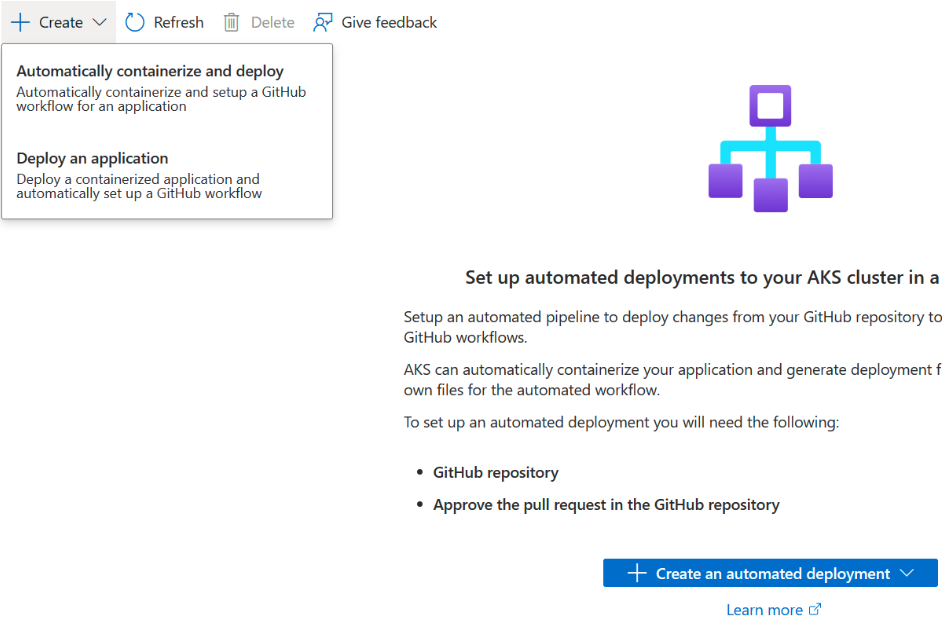 Create
Refresh
Delete
Give feedback
Automatically containerize and deploy
Automatically containerize and setup a GitHub
workflow for an application
Deploy an application
Deploy a containerized application and
automatically set up a GitHub workflow
Set up automated deployments to your AKS cluster in a
Setup an automated pipeline to deploy changes from your GitHub repository to
GitHub workflows.
AKS can automatically containerize your application and generate deployment f
own files for the automated workflow.
To set up an automated deployment you will need the following:
• GitHub repository
• Approve the pull request in the GitHub repository
Create an automated deployment
Learn more